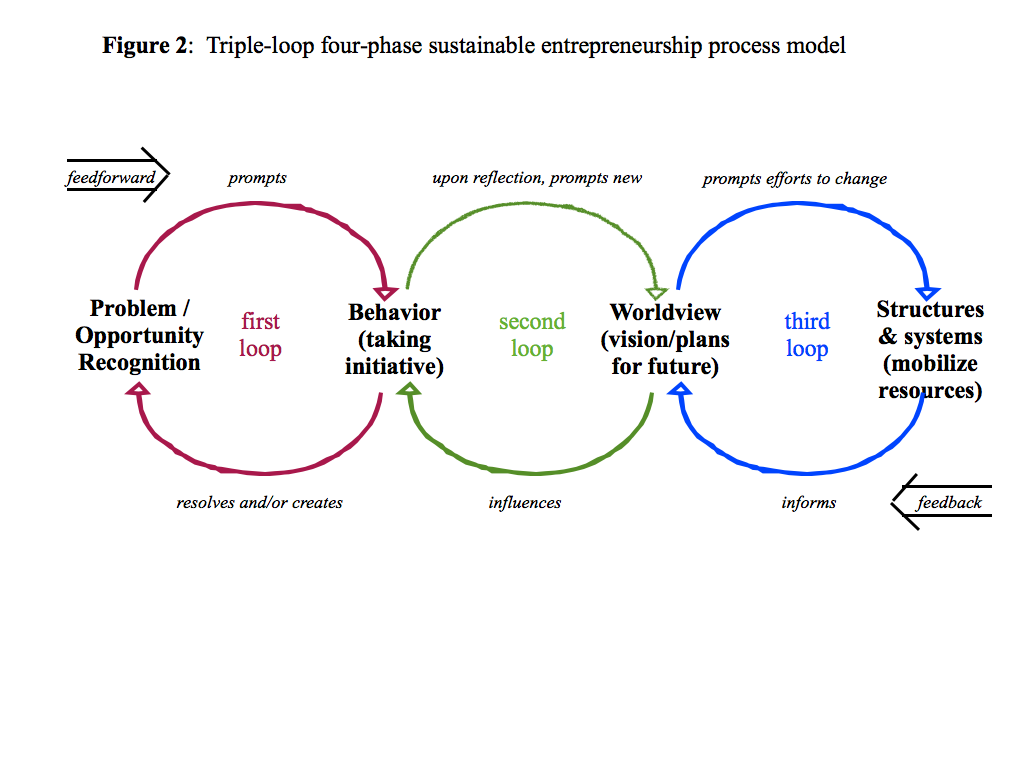 Figure 2:  Triple-loop four-phase sustainable entrepreneurship process model
feedforward
prompts
upon reflection, prompts new
prompts efforts to change
Problem /
Opportunity
Recognition
first
loop
Behavior
(taking
initiative)
second
loop
Worldview
(vision/plans
for future)
third
loop
Structures
& systems
(mobilize
resources)
resolves and/or creates
influences
informs
feedback